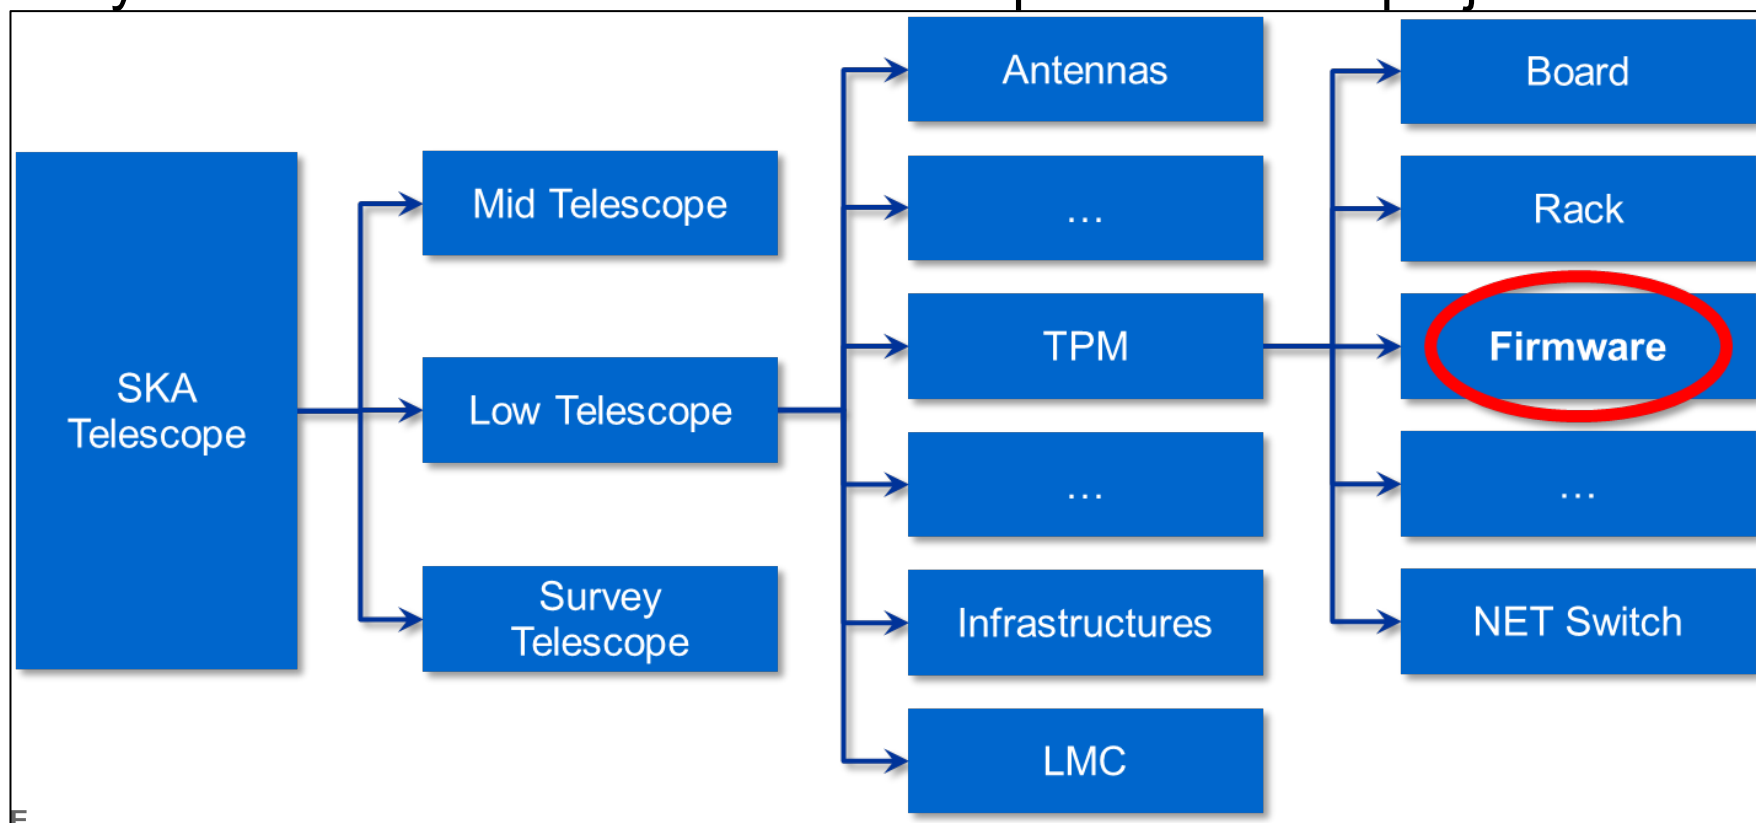 SKA
Telescope
Mid Telescope
Low Telescope
Survey
Telescope
Antennas
...
TPM
...
Infrastructures
LMC
Board
Rack
Firmware
...
NET Switch